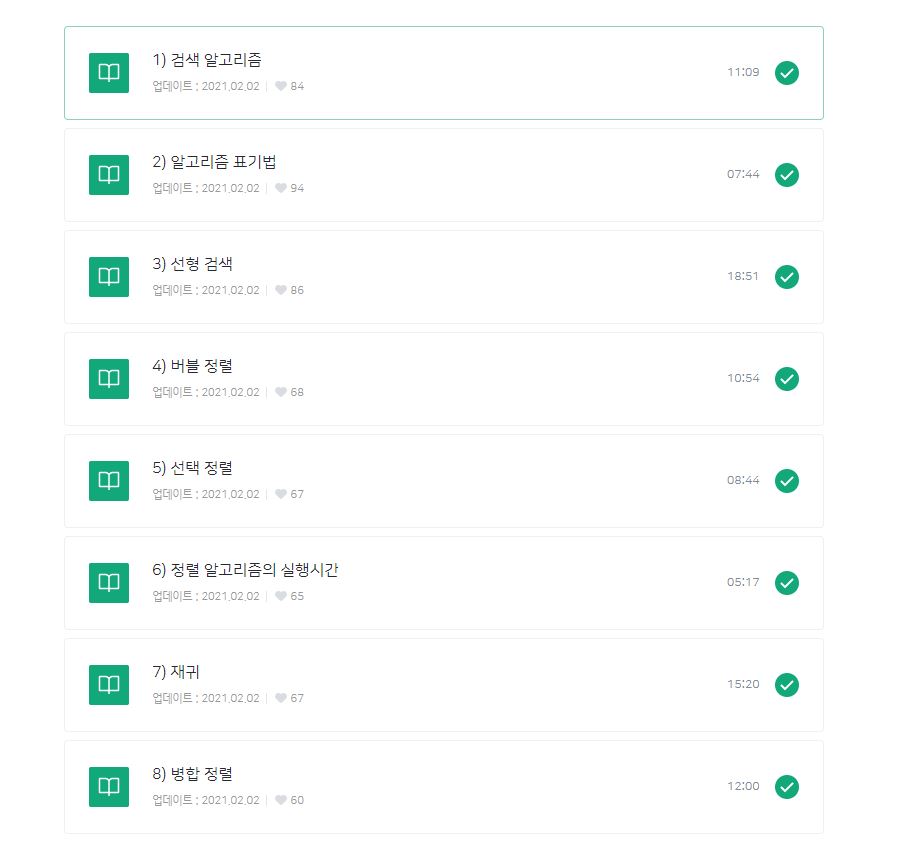 1) 검색 알고리즘
11:09
업데이트 : 2021.02.02 | 84
2) 알고리즘 표기법
07:44
업데이트 : 2021.02.02 | 94
3) 선형 검색
18:51
업데이트 : 2021.02.02 | 86
4) 버블 정렬
10:54
업데이트 : 2021.02.02 | 68
5) 선택 정렬
08:44
업데이트 : 2021.02.02 | 67
6) 정렬 알고리즘의 실행시간
05:17
업데이트 : 2021.02.02 | 65
7) 재귀
15:20
업데이트 : 2021.02.02 | 67
8) 병합 정렬
12:00
업데이트 : 2021.02.02 | 60